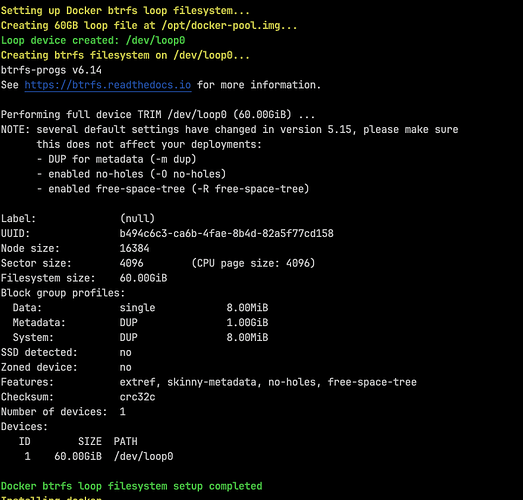 Setting up Docker btrfs loop filesystem...
Creating 60GB loop file at /opt/docker-pool.img...
Loop device created: /dev/loop0
Creating btrfs filesystem on /dev/loop0...
btrfs-progs v6.14
See https://btrfs.readthedocs.io for more information.
Performing full device TRIM /dev/loop0 (60.00GiB) ...
NOTE: several default settings have changed in version 5.15, please make sure
this does not affect your deployments:
- DUP for metadata (-m dup)
- enabled no-holes (-O no-holes)
- enabled free-space-tree (-R free-space-tree)
Label: (null)
UUID: b494c6c3-ca6b-4fae-8b4d-82a5f77cd158
Node size: 16384
Sector size: 4096 (CPU page size: 4096)
Filesystem size: 60.00GiB
Block group profiles:
Data: single 8.00MiB
Metadata: DUP 1.00GiB
System: DUP 8.00MiB
SSD detected: no
Zoned device: no
Features: extref, skinny-metadata, no-holes, free-space-tree
Checksum: crc32c
Number of devices: 1
Devices:
ID SIZE PATH
1 60.00GiB /dev/loop0
Docker btrfs loop filesystem setup completed
Installing docker